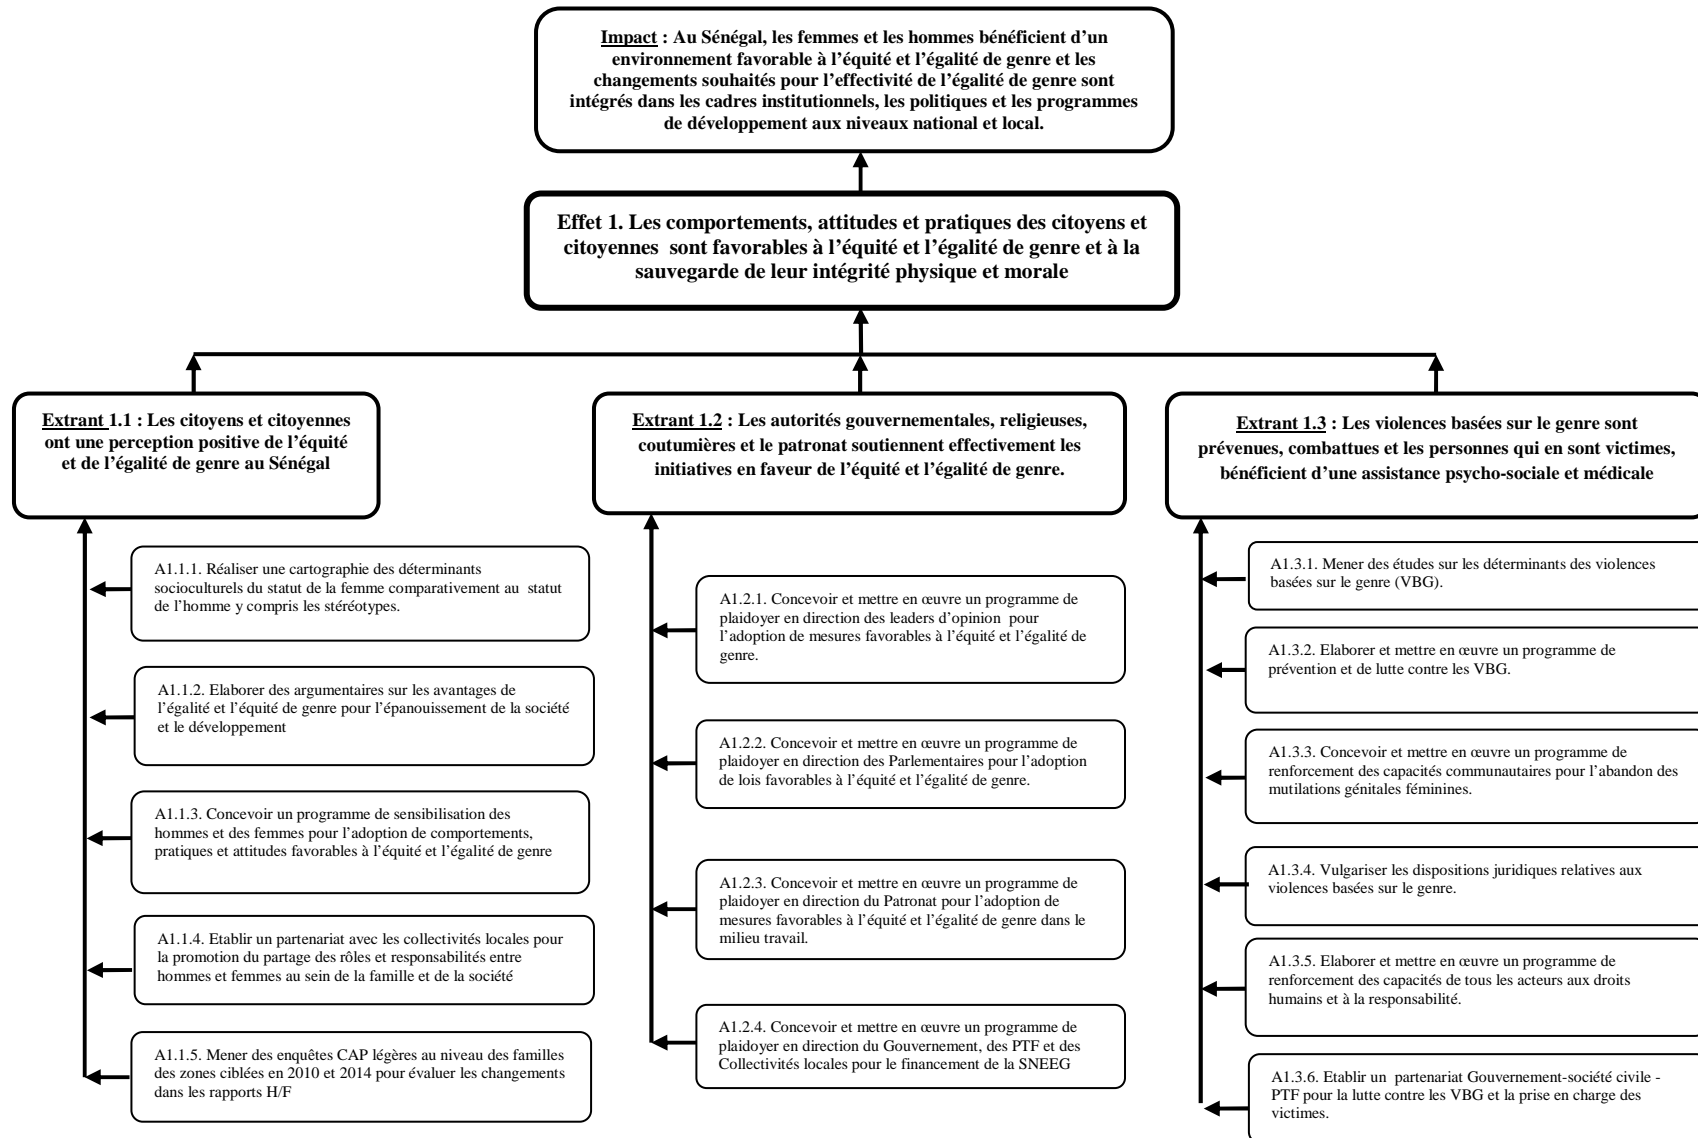 Impact : Au Sénégal, les femmes et les hommes bénéficient d’un
environnement favorable à l’équité et l’égalité de genre et les
changements souhaités pour l’effectivité de l’égalité de genre sont
intégrés dans les cadres institutionnels, les politiques et les programmes
de développement aux niveaux national et local.
Effet 1. Les comportements, attitudes et pratiques des citoyens et
citoyennes sont favorables à l’équité et l’égalité de genre et à la
sauvegarde de leur intégrité physique et morale
Extrant 1.1 : Les citoyens et citoyennes
ont une perception positive de l’équité
et de l’égalité de genre au Sénégal
A1.1.1. Réaliser une cartographie des déterminants
socioculturels du statut de la femme comparativement au statut
de l’homme y compris les stéréotypes.
A1.1.2. Elaborer des argumentaires sur les avantages de
l’égalité et l’équité de genre pour l’épanouissement de la société
et le développement
A1.1.3. Concevoir un programme de sensibilisation des
hommes et des femmes pour l’adoption de comportements,
pratiques et attitudes favorables à l’équité et l’égalité de genre
A1.1.4. Etablir un partenariat avec les collectivités locales pour
la promotion du partage des rôles et responsabilités entre
hommes et femmes au sein de la famille et de la société
A1.1.5. Mener des enquêtes CAP légères au niveau des familles
des zones ciblées en 2010 et 2014 pour évaluer les changements
dans les rapports H/F
Extrant 1.2 : Les autorités gouvernementales, religieuses,
coutumières et le patronat soutiennent effectivement les
initiatives en faveur de l’équité et l’égalité de genre.
A1.2.1. Concevoir et mettre en œuvre un programme de
plaidoyer en direction des leaders d’opinion pour
l’adoption de mesures favorables à l’équité et l’égalité de
genre.
A1.2.2. Concevoir et mettre en œuvre un programme de
plaidoyer en direction des Parlementaires pour l’adoption
de lois favorables à l’équité et l’égalité de genre.
A1.2.3. Concevoir et mettre en œuvre un programme de
plaidoyer en direction du Patronat pour l’adoption de
mesures favorables à l’équité et l’égalité de genre dans le
milieu travail.
A1.2.4. Concevoir et mettre en œuvre un programme de
plaidoyer en direction du Gouvernement, des PTF et des
Collectivités locales pour le financement de la SNEEG
Extrant 1.3 : Les violences basées sur le genre sont
prévenues, combattues et les personnes qui en sont victimes,
bénéficient d’une assistance psycho-sociale et médicale
A1.3.1. Mener des études sur les déterminants des violences
basées sur le genre (VBG).
A1.3.2. Elaborer et mettre en œuvre un programme de
prévention et de lutte contre les VBG.
A1.3.3. Concevoir et mettre en œuvre un programme de
renforcement des capacités communautaires pour l’abandon des
mutilations génitales féminines.
A1.3.4. Vulgariser les dispositions juridiques relatives aux
violences basées sur le genre.
A1.3.5. Elaborer et mettre en œuvre un programme de
renforcement des capacités de tous les acteurs aux droits
humains et à la responsabilité.
A1.3.6. Etablir un partenariat Gouvernement-société civile -
PTF pour la lutte contre les VBG et la prise en charge des
victimes.